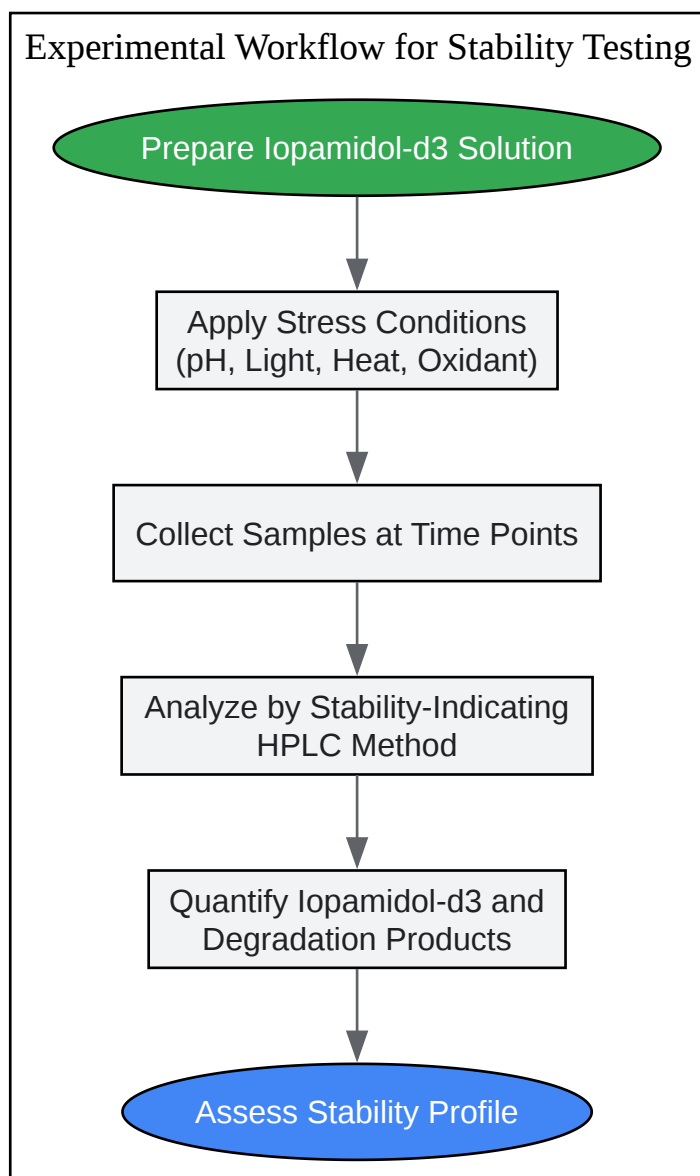 Experimental Workflow for Stability Testing
Prepare Iopamidol-d3 Solution
Apply Stress Conditions
(pH, Light, Heat, Oxidant)
Collect Samples at Time Points
Analyze by Stability-Indicating
HPLC Method
Quantify Iopamidol-d3 and
Degradation Products
Assess Stability Profile